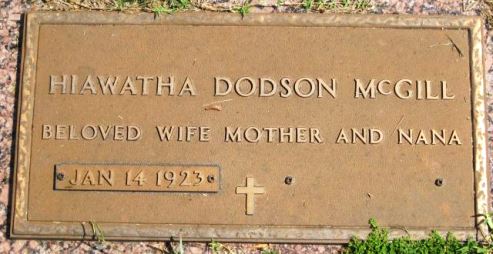 HIAWATHA DODSON McGILL
BELOVED WIFE MOTHER AND NANA
JAN 14 1923